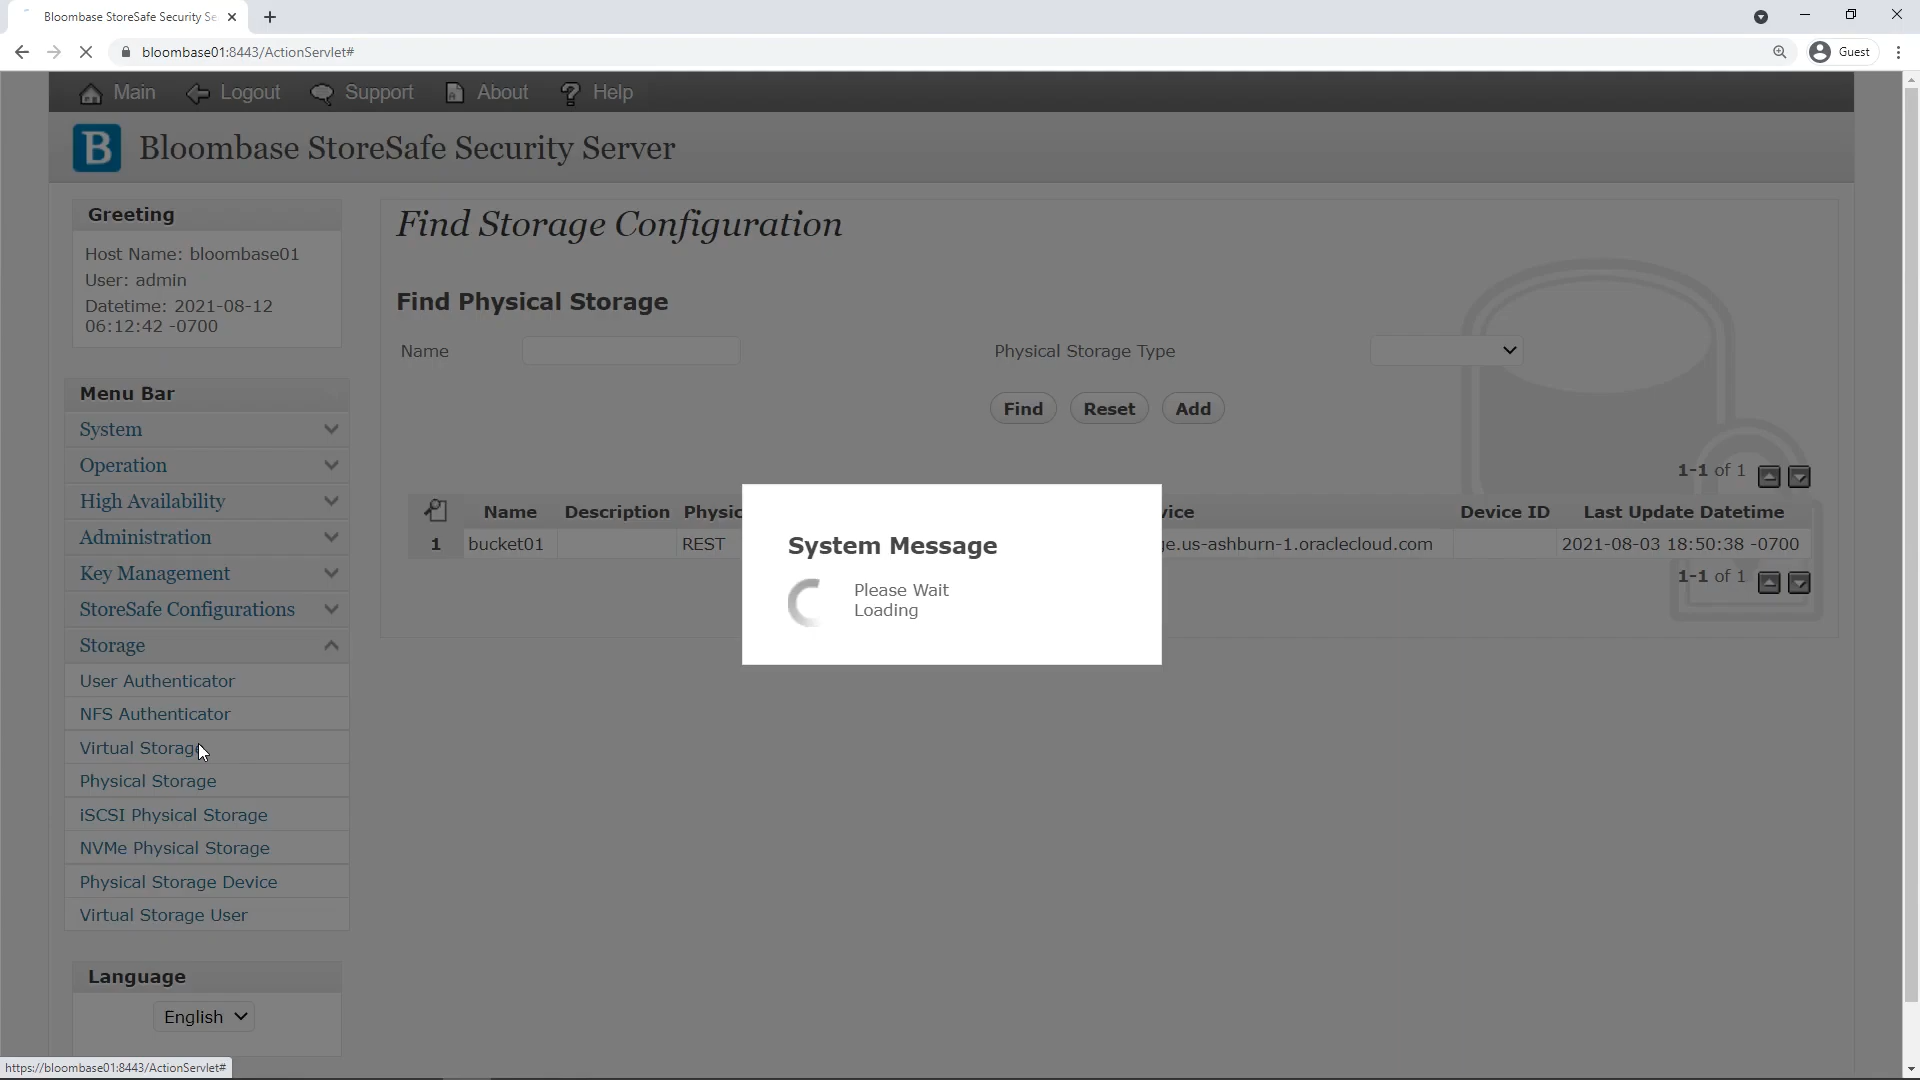 Bloombase StoreSafe Security Se
bloombase01:8443/ActionServlet#
Guest
Main
Logout
Support
About
Help
B
Bloombase StoreSafe Security Server
Greeting
Host Name: bloombase01
User: admin
Datetime: 2021-08-12
06:12:42 -0700
Menu Bar
System
Operation
High Availability
Administration
Key Management
StoreSafe Configurations
Storage
User Authenticator
NFS Authenticator
Virtual Storage
Physical Storage
iSCSI Physical Storage
NVMe Physical Storage
Physical Storage Device
Virtual Storage User
Language
English
Find Storage Configuration
Find Physical Storage
Name
Physical Storage Type
Find Reset Add
1-1 of 1
Name Description Physic vice Device ID Last Update Datetime
1 bucket01 REST ge.us-ashburn-1.oraclecloud.com 2021-08-03 18:50:38 -0700
1-1 of 1
System Message
Please Wait
Loading
https://bloombase01:8443/ActionServlet#